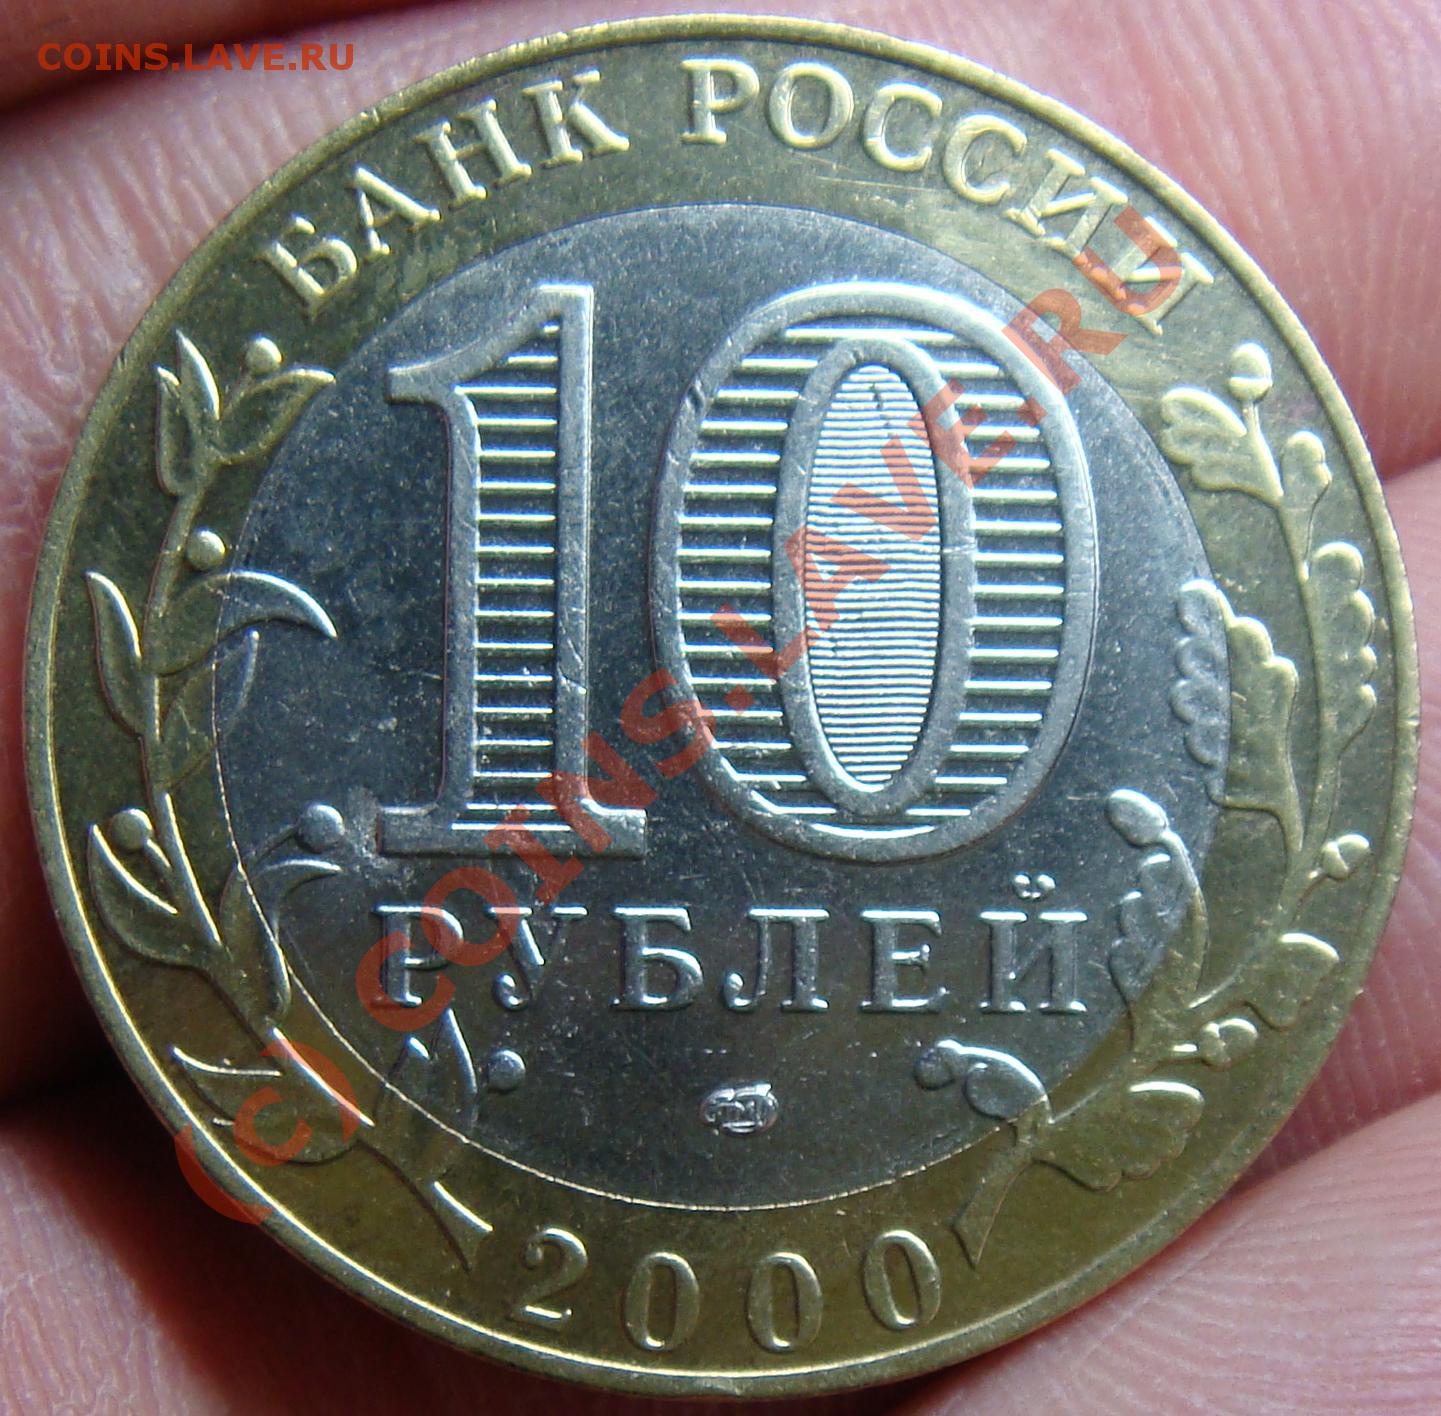 COINS.LAVE.RU
БАНК РОССИИ
10
РУБЛЕЙ
2000
(c) COINS.LAVE.RU